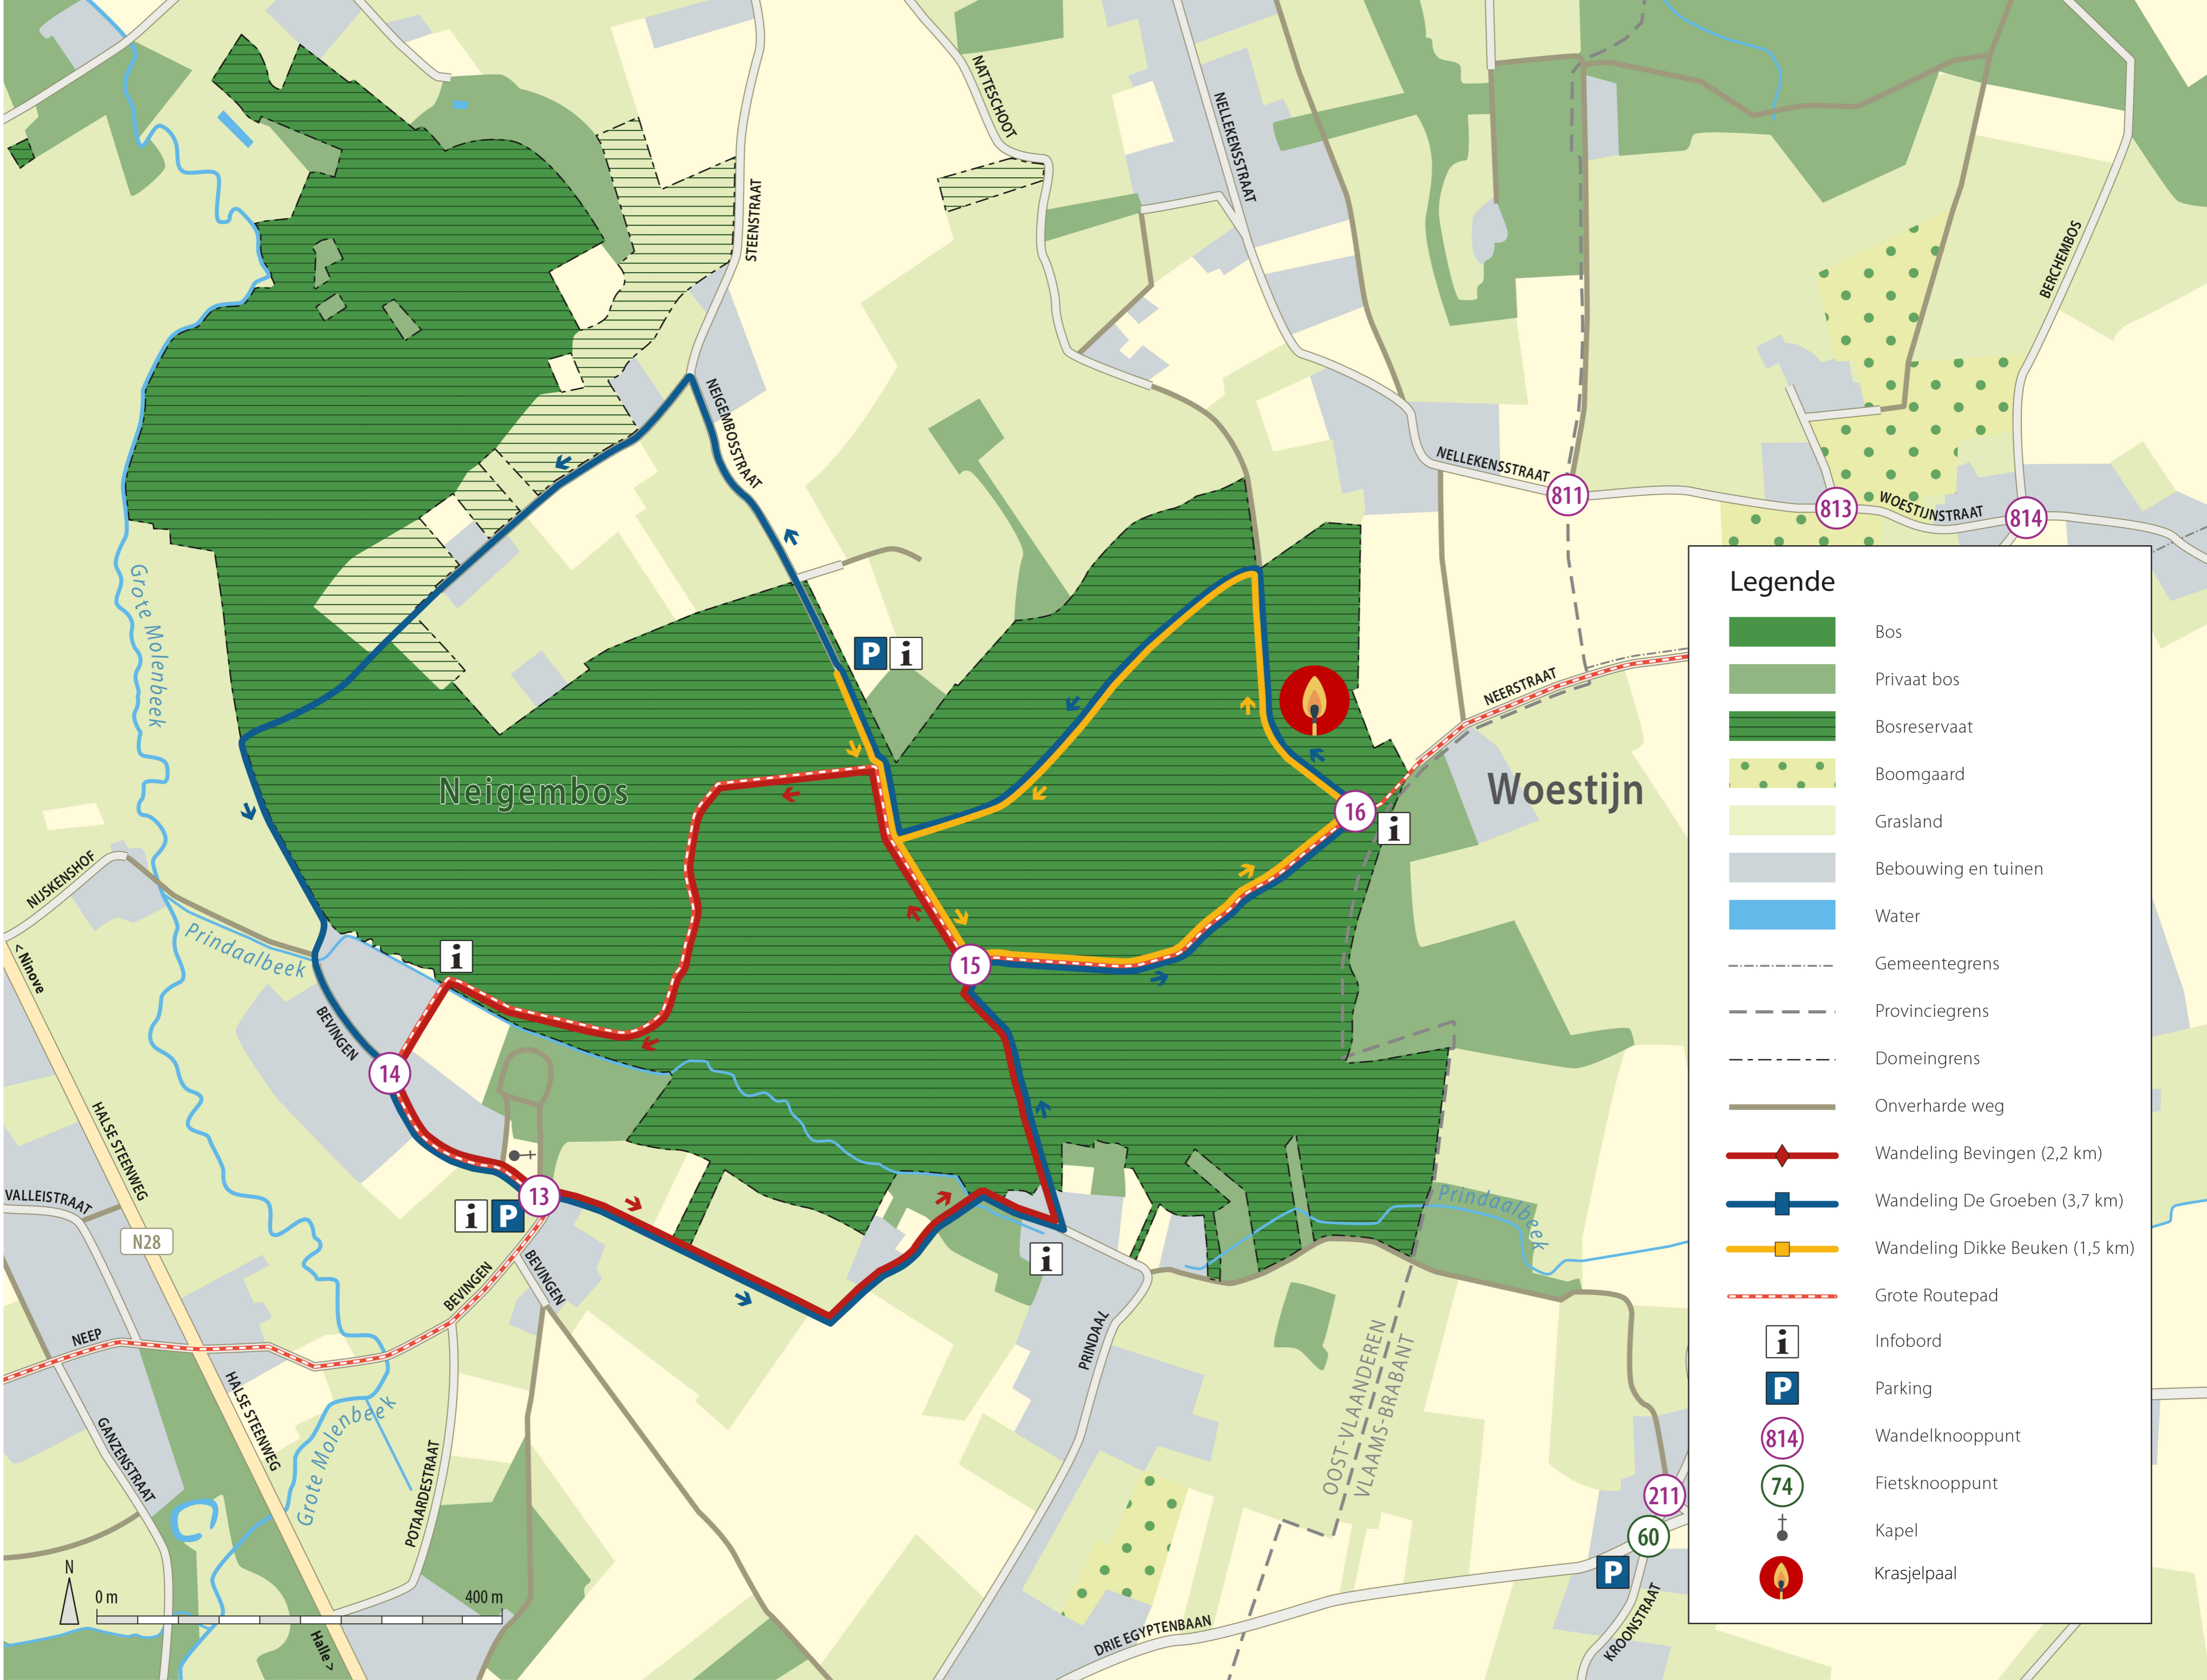 NATTESCHOOT
NELLEKENSSTRAAT
STEENSTRAAT
BERCHEMBOS
NEIGEMBOSSTRAAT
NELLEKENSSTRAAT
811
813
WOESTIJNSTRAAT
814
Grote Molenbeek
P
i
NEERSTRAAT
Neigembos
Woestijn
16
i
NIJSKENSHOF
< Ninove
Prindaalbeek
i
15
BEVINGEN
14
HALSE STEENWEG
VALLEISTRAAT
N28
13
i
P
BEVINGEN
BEVINGEN
i
Prindaalbeek
PRINDAAL
NEEP
HALSE STEENWEG
GANZENSTRAAT
Grote Molenbeek
POTAARDESTRAAT
OOST-VLAANDEREN
VLAAMS-BRABANT
211
60
P
KROONSTRAAT
DRIE EGYPTENBAAN
Halle >
N
0 m
400 m
Legende
Bos
Privaat bos
Bosreservaat
Boomgaard
Grasland
Bebouwing en tuinen
Water
Gemeentegrens
Provinciegrens
Domeingrens
Onverharde weg
Wandeling Bevingen (2,2 km)
Wandeling De Groeben (3,7 km)
Wandeling Dikke Beuken (1,5 km)
Grote Routepad
i Infobord
P Parking
814 Wandelknooppunt
74 Fietsknooppunt
Kapel
Krasjelpaal